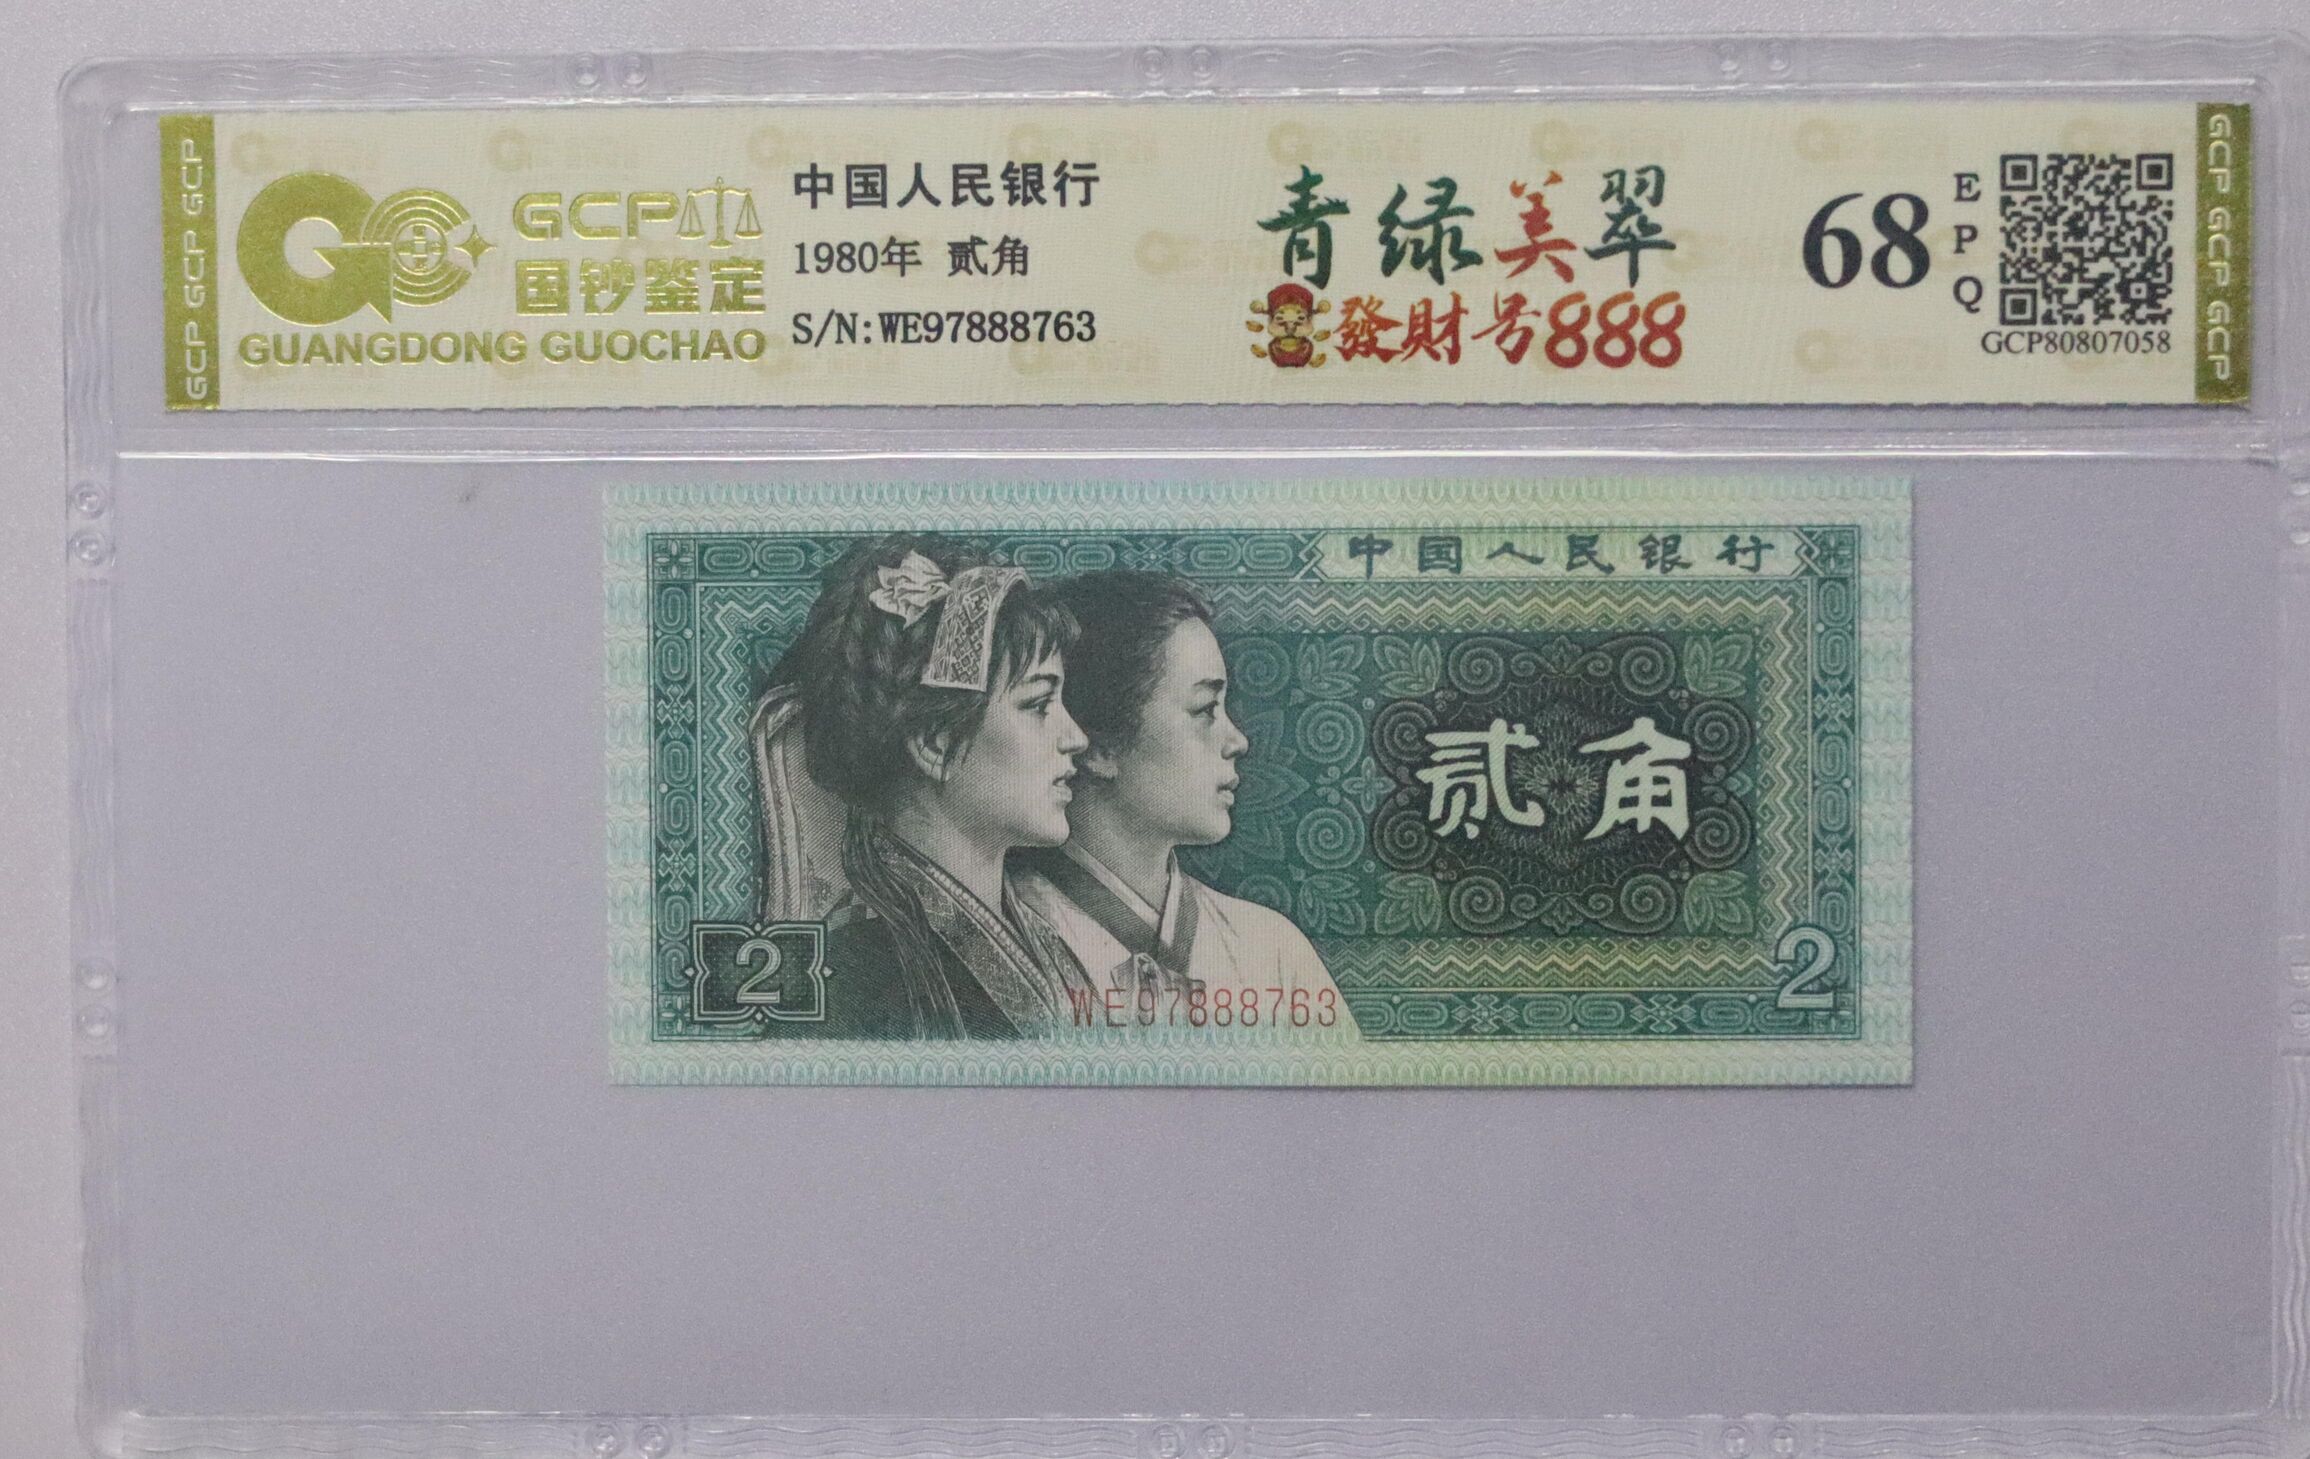 GCP
国钞鉴定
GUANGDONG GUOCHAO
中国人民银行
1980年 贰角
S/N:WE97888763
青绿美翠
發財号888
68
EPQ
GCP80807058
GCP GCP GCP
GCP GCP GCP
中国人民银行
贰角
2
WE97888763
2